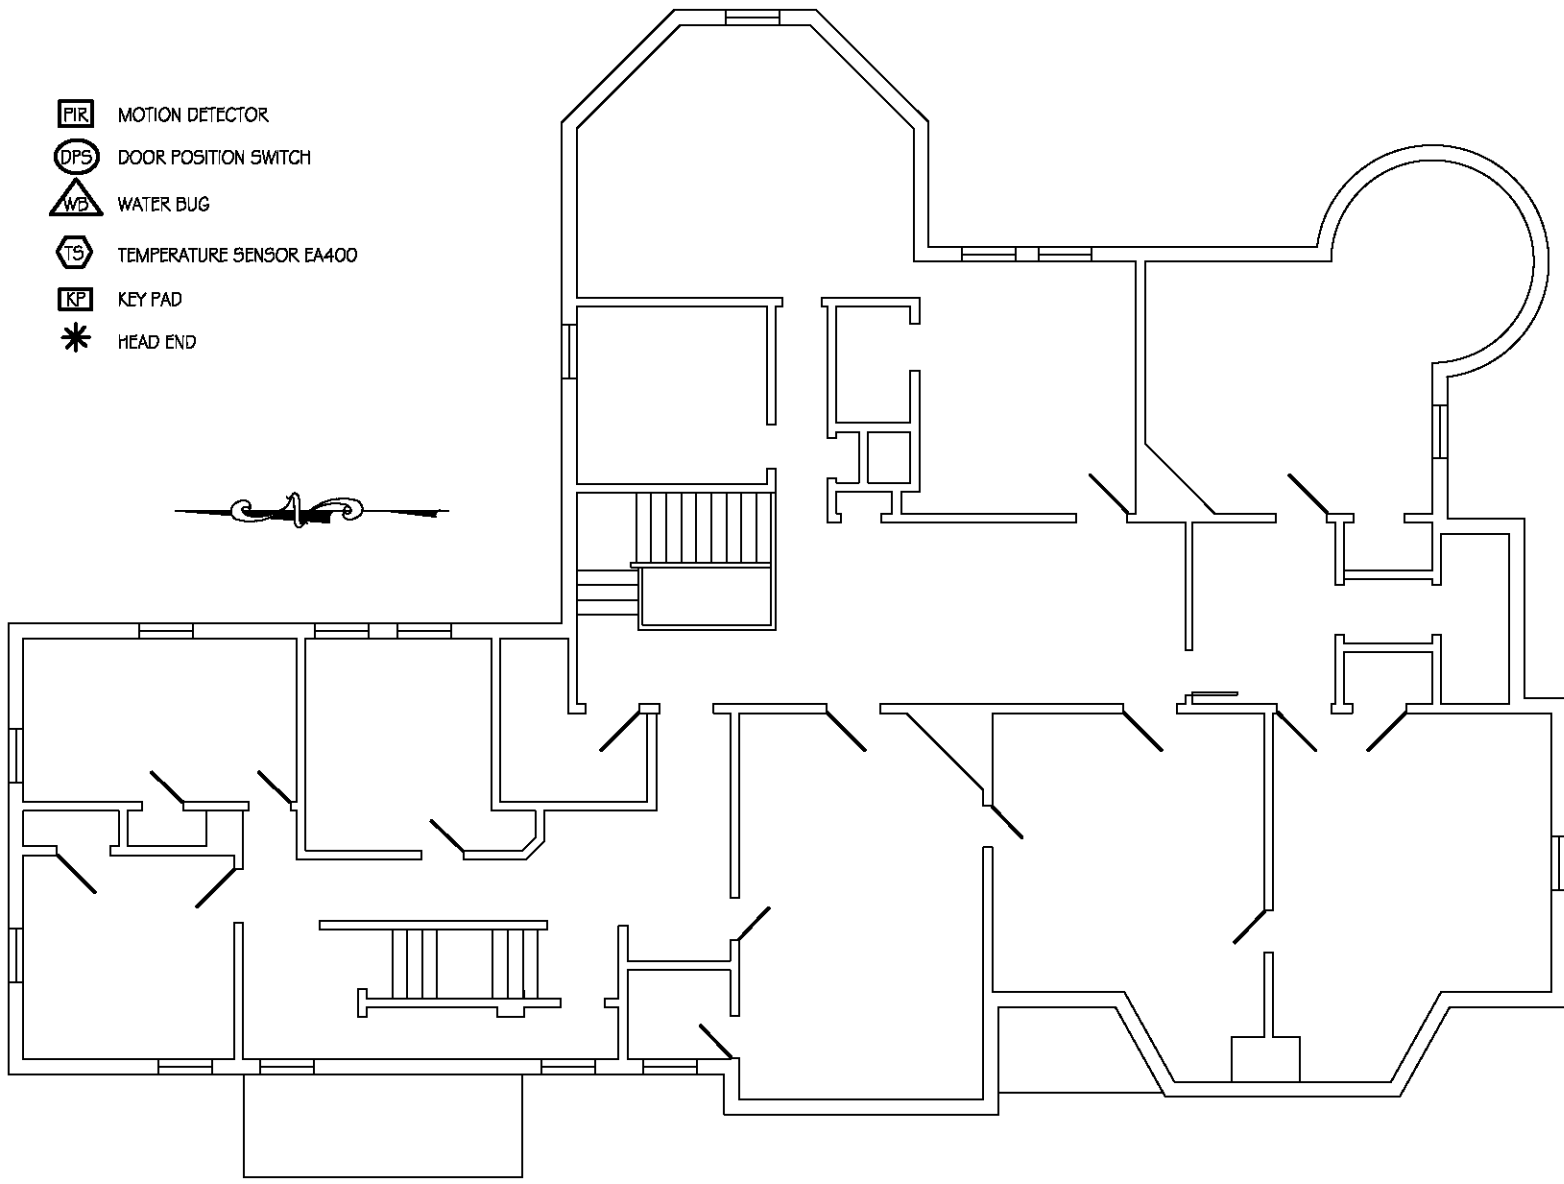 PIR MOTION DETECTOR
DPS DOOR POSITION SWITCH
WB WATER BUG
TS TEMPERATURE SENSOR EA400
KP KEY PAD
HEAD END
N